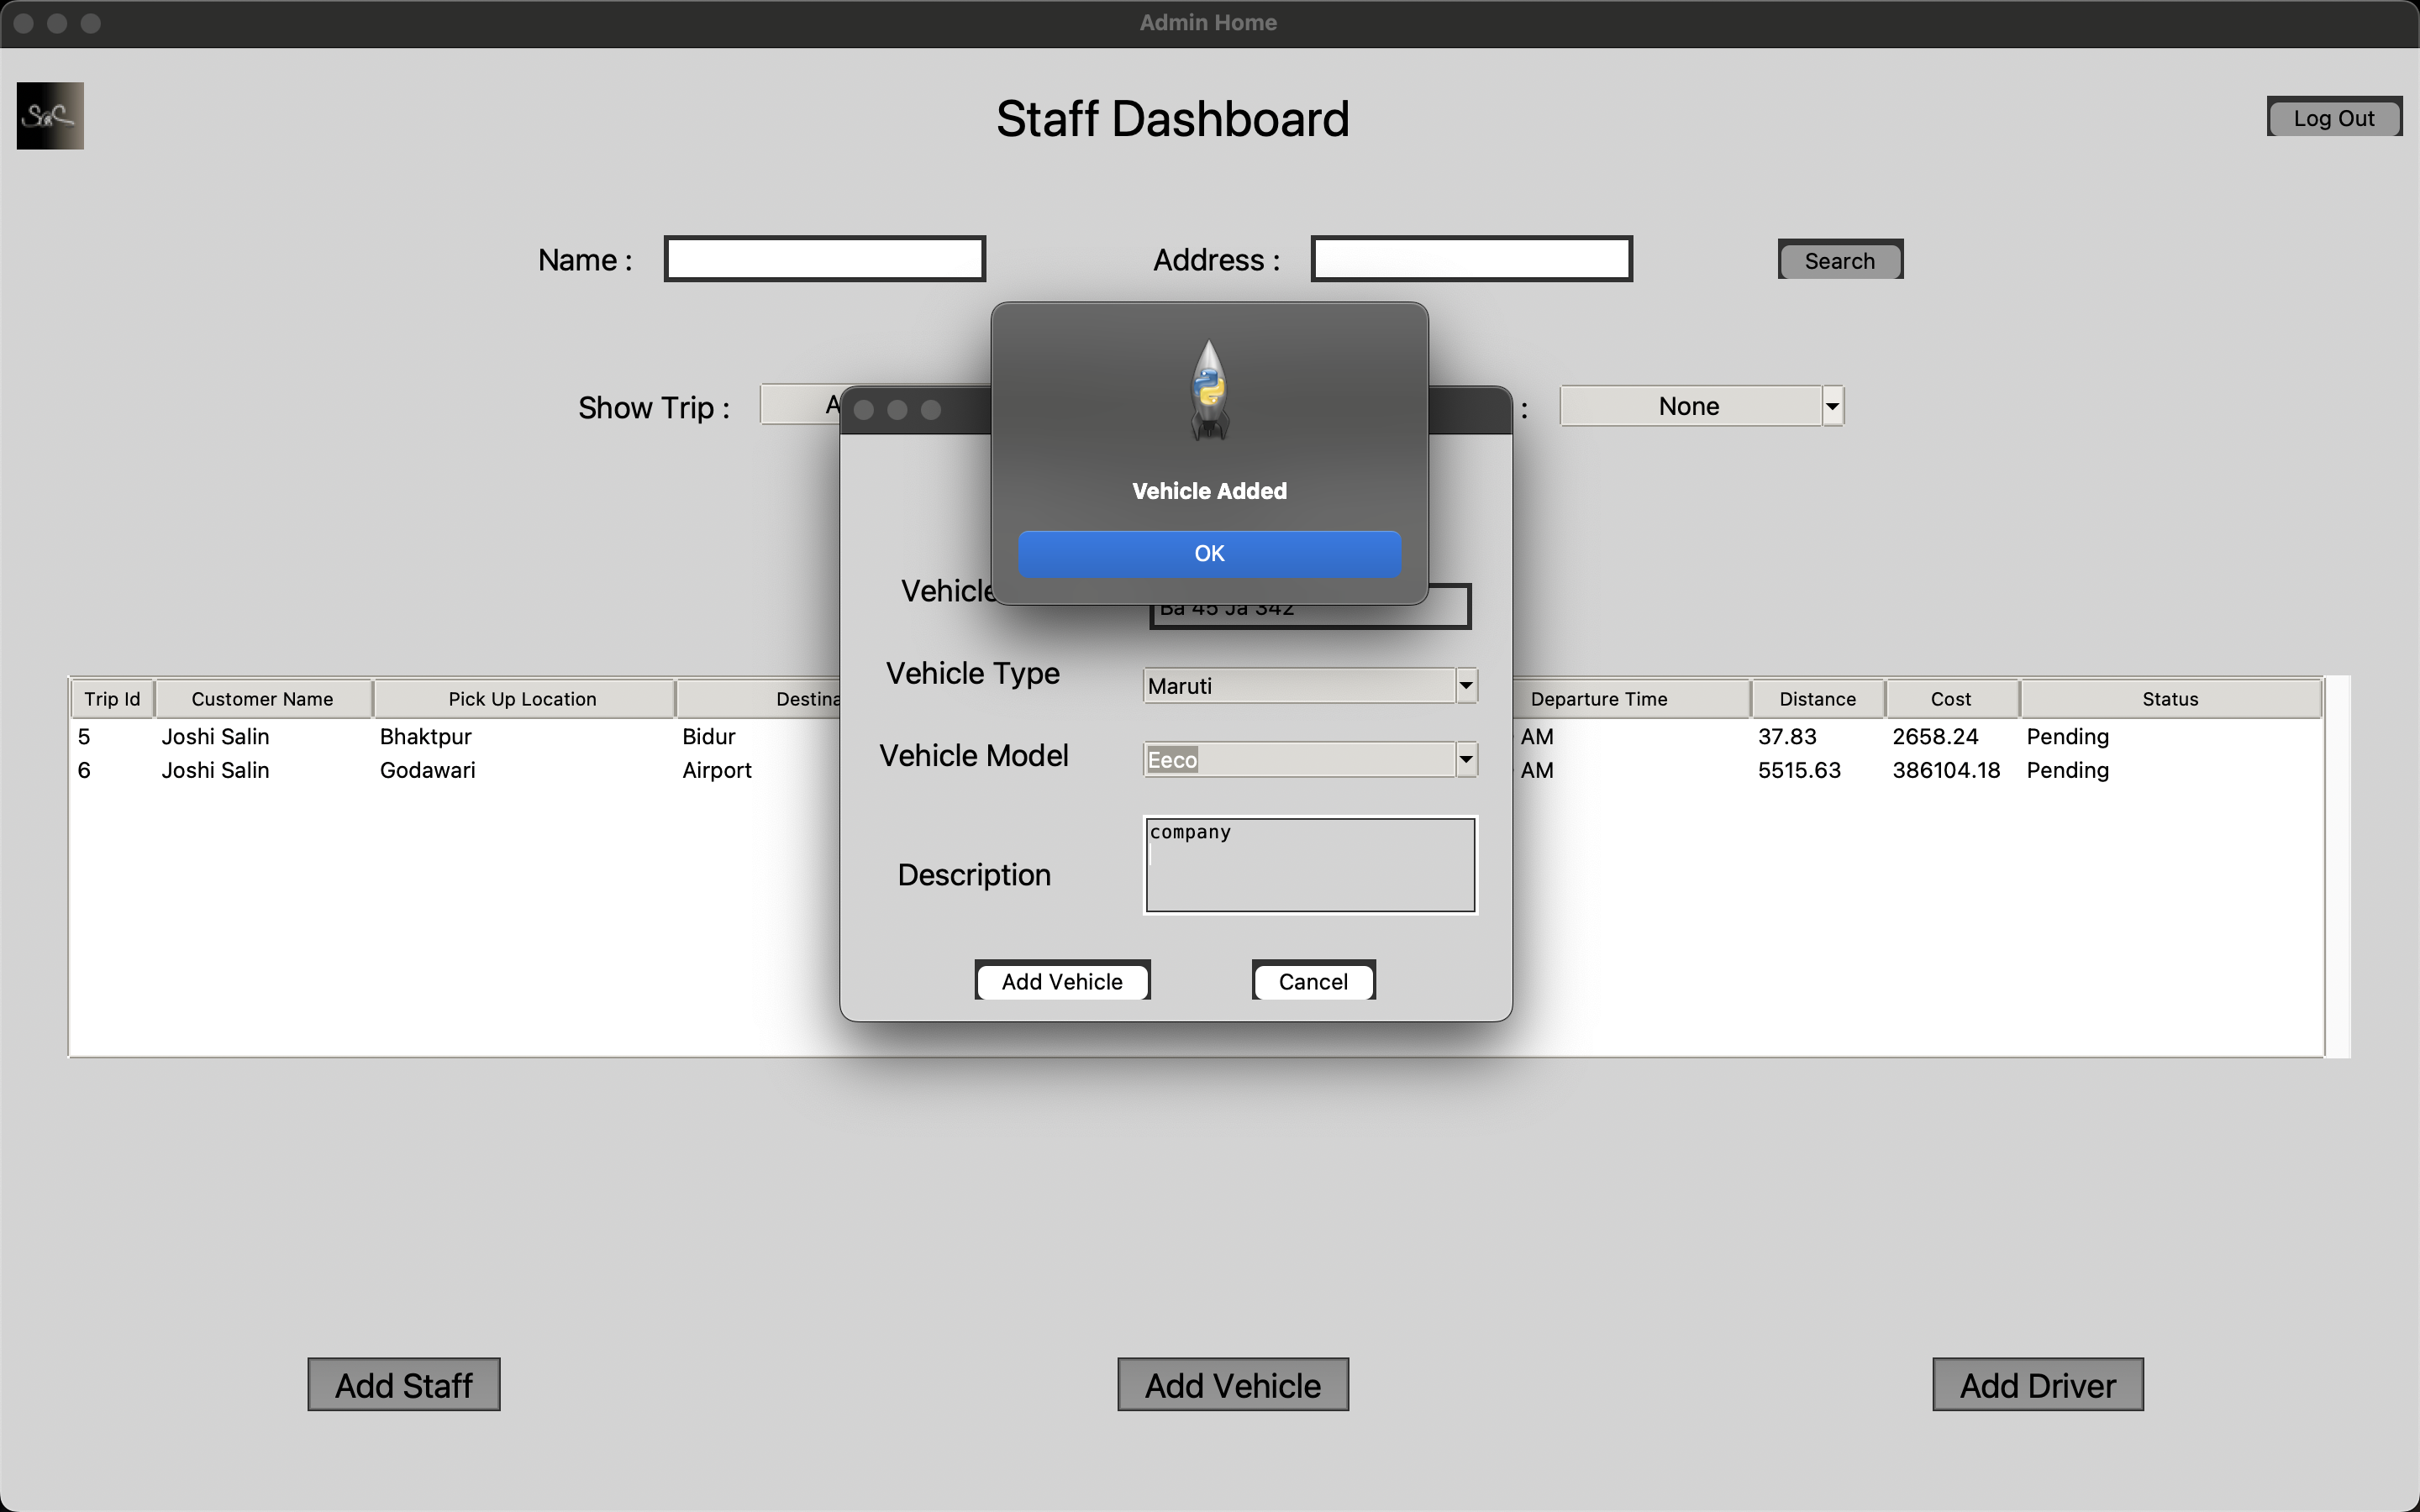 Admin Home
SaS
Staff Dashboard
Log Out
Name :
Address :
Search
Show Trip :
:
None
Vehicle Added
OK
Vehicle
Ba 45 Ja 342
Vehicle Type
Maruti
Vehicle Model
Eeco
Description
company
Add Vehicle
Cancel
Trip Id Customer Name Pick Up Location Departure Time Distance Cost Status
5 Joshi Salin Bhaktpur Bidur AM 37.83 2658.24 Pending
6 Joshi Salin Godawari Airport AM 5515.63 386104.18 Pending
Add Staff
Add Vehicle
Add Driver